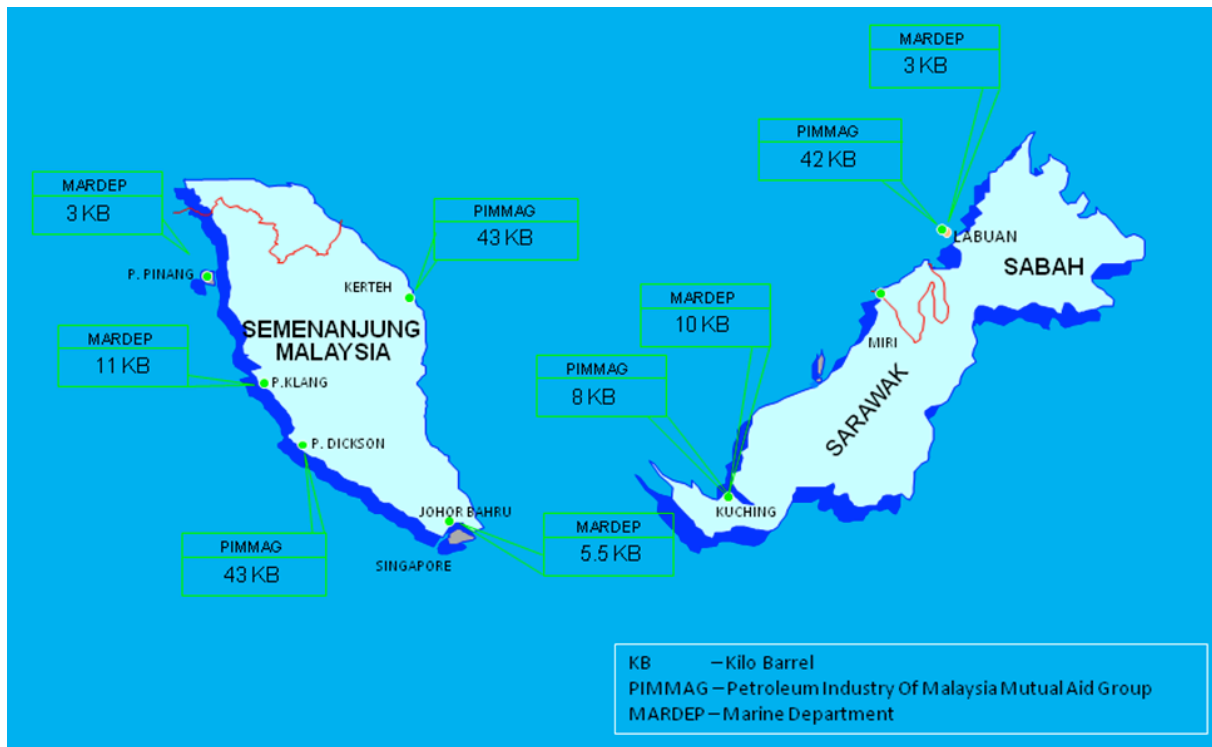 MARDEP
3 KB
PIMMAG
42 KB
MARDEP
3 KB
PIMMAG
43 KB
LABUAN
SABAH
P. PINANG
KERTEH
MARDEP
10 KB
SEMENANJUNG
MALAYSIA
MARDEP
11 KB
MIRI
PIMMAG
8 KB
P.KLANG
SARAWAK
P. DICKSON
JOHOR BAHRU
KUCHING
MARDEP
5.5 KB
PIMMAG
43 KB
SINGAPORE
KB – Kilo Barrel
PIMMAG – Petroleum Industry Of Malaysia Mutual Aid Group
MARDEP – Marine Department